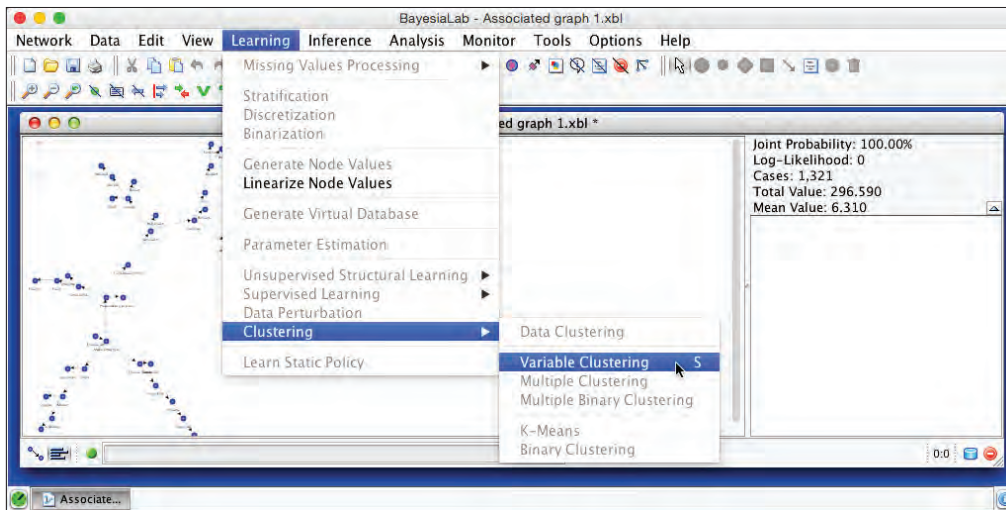 BayesiaLab - Associated graph 1.xbl
Network Data Edit View Learning Inference Analysis Monitor Tools Options Help
Missing Values Processing
Stratification
Discretization
Binarization
Generate Node Values
Linearize Node Values
Generate Virtual Database
Parameter Estimation
Unsupervised Structural Learning
Supervised Learning
Data Perturbation
Clustering
Learn Static Policy
Data Clustering
Variable Clustering S
Multiple Clustering
Multiple Binary Clustering
K-Means
Binary Clustering
ed graph 1.xbl *
Joint Probability: 100.00%
Log-Likelihood: 0
Cases: 1,321
Total Value: 296.590
Mean Value: 6.310
0:0
Associate...